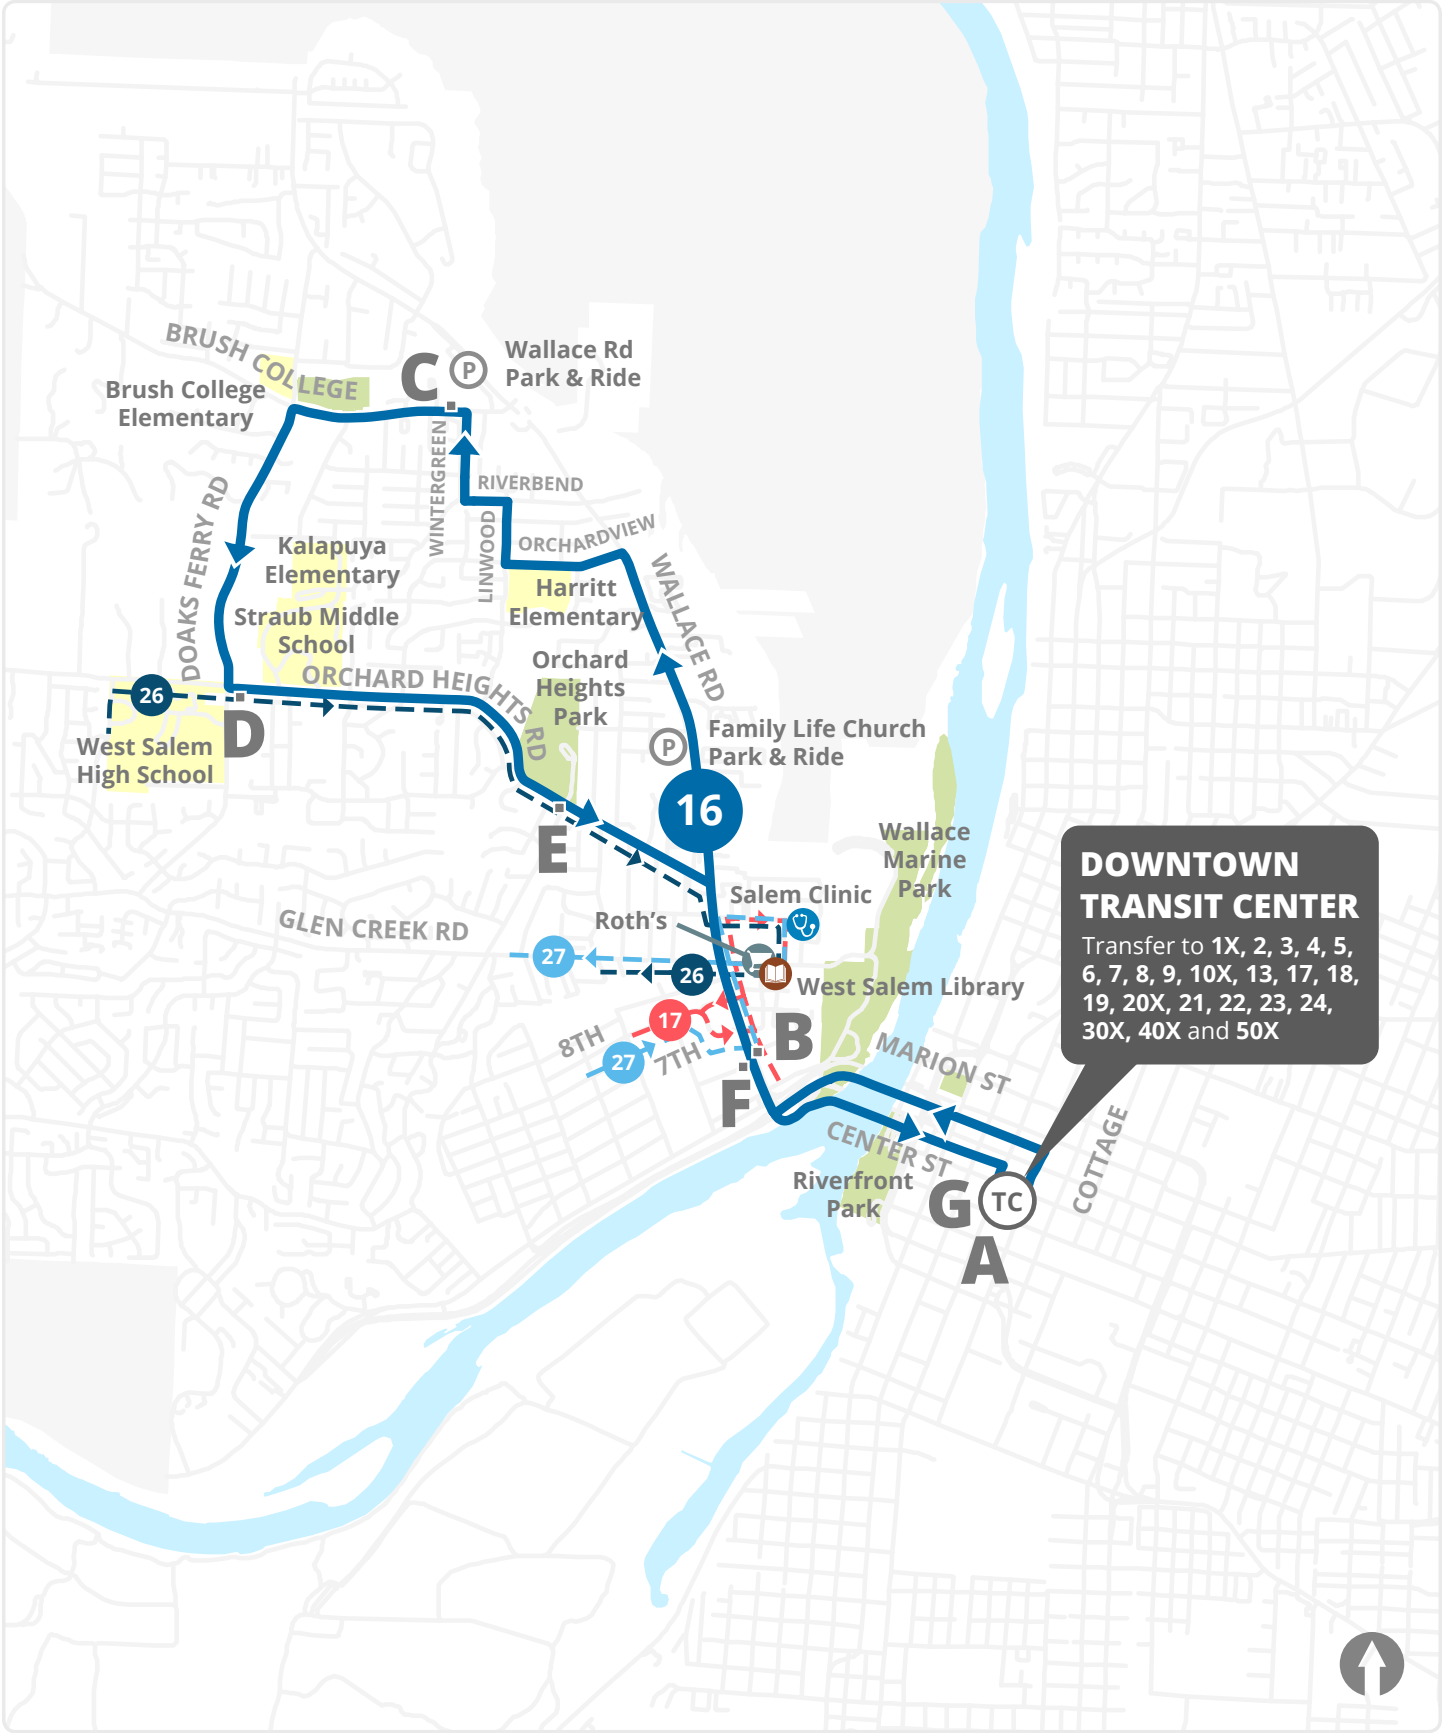 BRUSH COLLEGE
Brush College
Elementary
C
P
Wallace Rd
Park & Ride
WINTERGREEN
RIVERBEND
LINWOOD
ORCHARDVIEW
DOAKS FERRY RD
Kalapuya
Elementary
Straub Middle
School
Harritt
Elementary
WALLACE RD
Orchard
Heights
Park
ORCHARD HEIGHTS RD
26
D
West Salem
High School
P
Family Life Church
Park & Ride
16
E
Wallace
Marine
Park
Salem Clinic
Roth's
GLEN CREEK RD
27
26
West Salem Library
17
8TH
27
7TH
B
F
MARION ST
CENTER ST
Riverfront
Park
G
TC
A
COTTAGE
DOWNTOWN
TRANSIT CENTER
Transfer to 1X, 2, 3, 4, 5,
6, 7, 8, 9, 10X, 13, 17, 18,
19, 20X, 21, 22, 23, 24,
30X, 40X and 50X